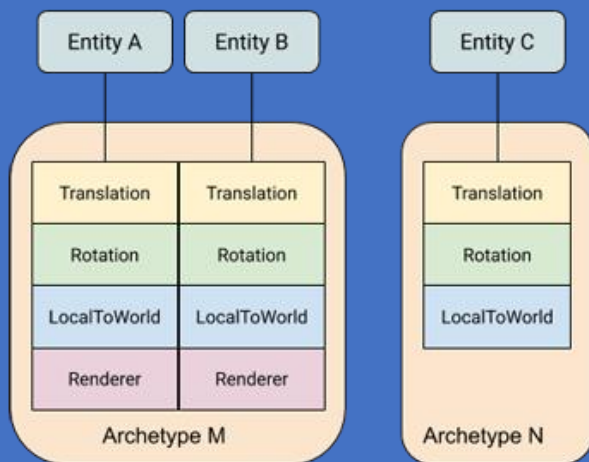 Entity A
Entity B
Entity C
Translation
Translation
Translation
Rotation
Rotation
Rotation
LocalToWorld
LocalToWorld
LocalToWorld
Renderer
Renderer
Archetype M
Archetype N